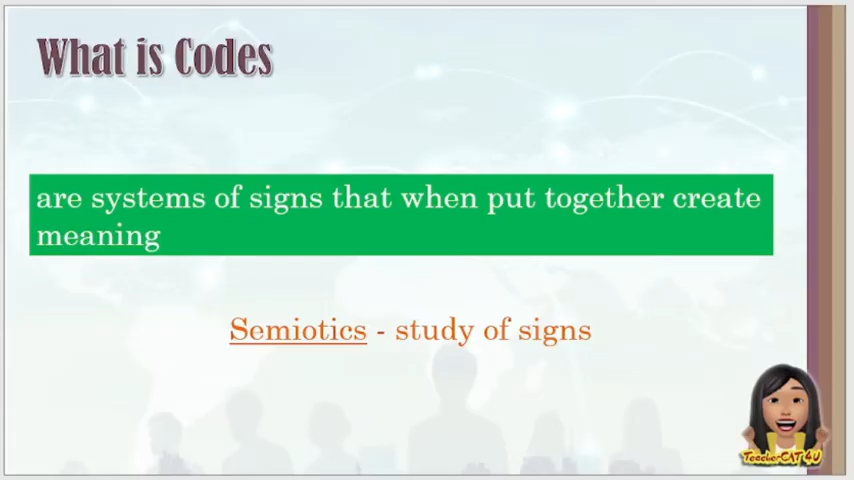 What is Codes
are systems of signs that when put together create
meaning
Semiotics - study of signs
TeacherCAT 4U